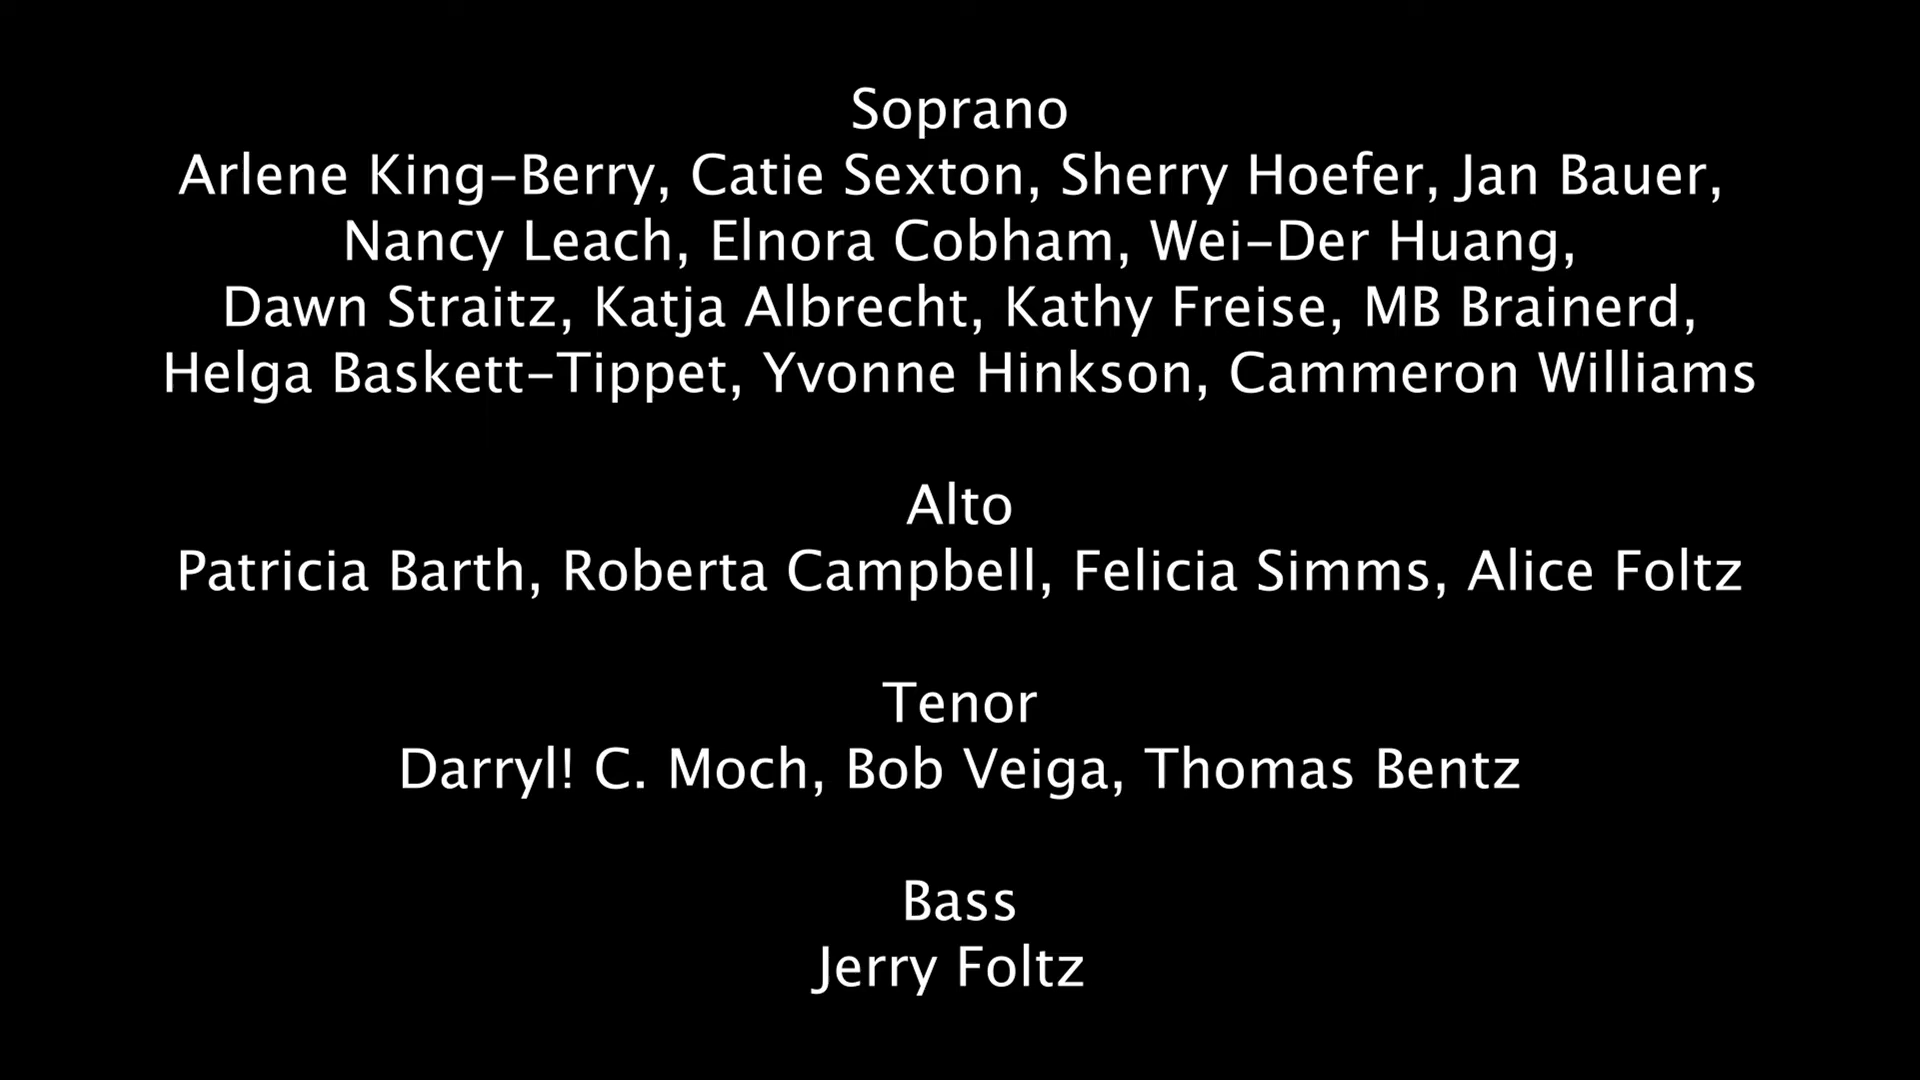 Soprano
Arlene King-Berry, Catie Sexton, Sherry Hoefer, Jan Bauer,
Nancy Leach, Elnora Cobham, Wei-Der Huang,
Dawn Straitz, Katja Albrecht, Kathy Freise, MB Brainerd,
Helga Baskett-Tippet, Yvonne Hinkson, Cammeron Williams
Alto
Patricia Barth, Roberta Campbell, Felicia Simms, Alice Foltz
Tenor
Darryl! C. Moch, Bob Veiga, Thomas Bentz
Bass
Jerry Foltz